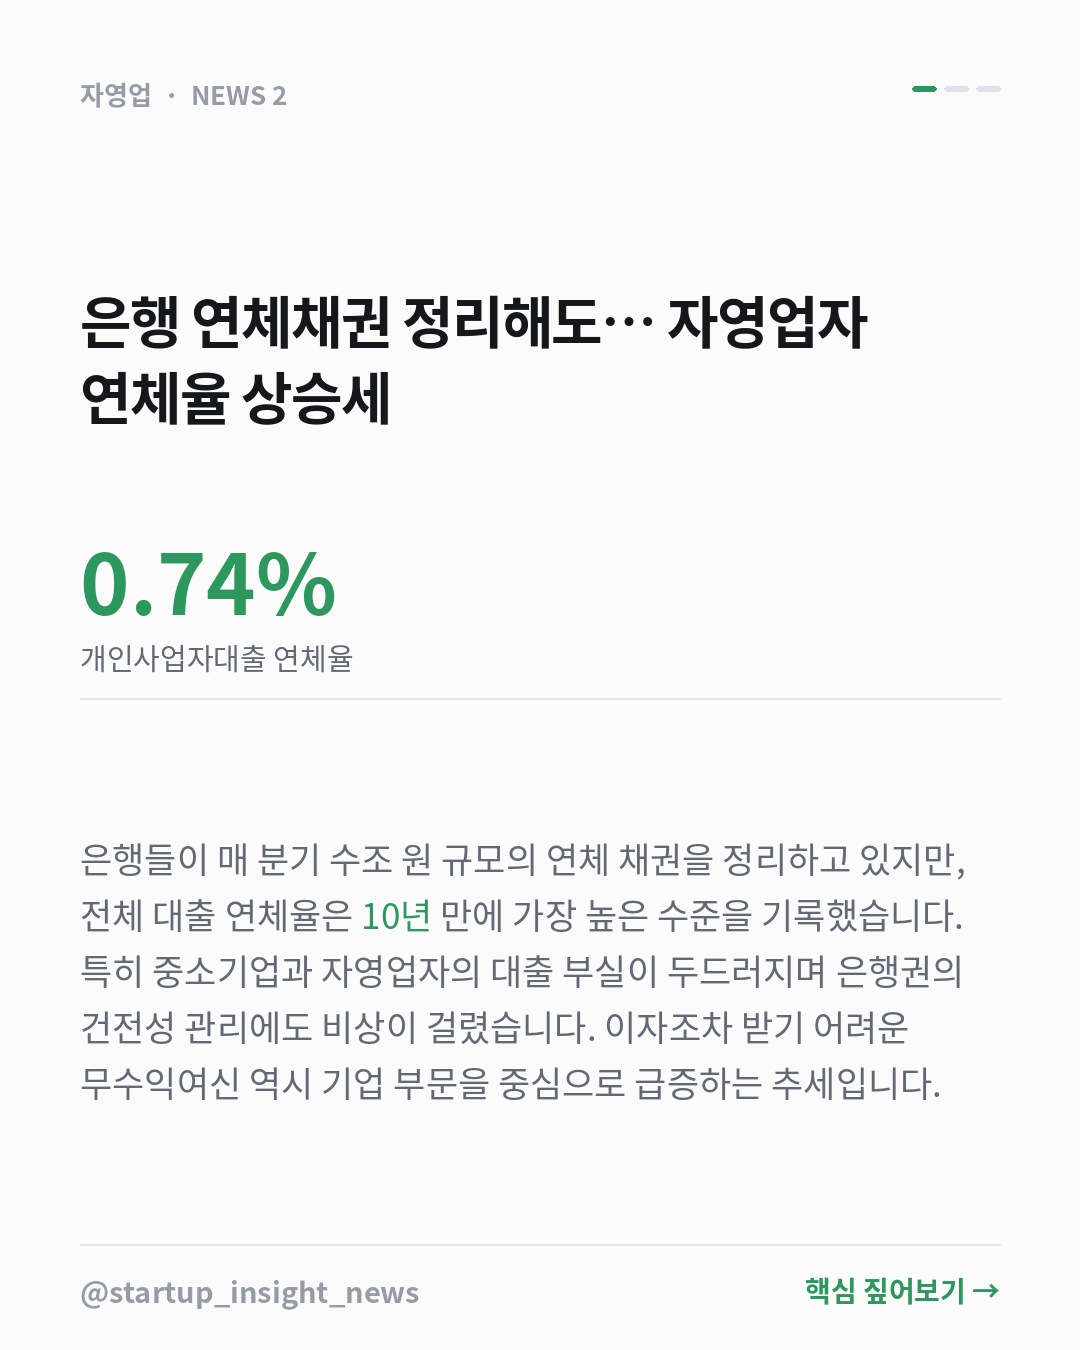 자영업 · NEWS 2
은행 연체채권 정리해도… 자영업자
연체율 상승세
0.74%
개인사업자대출 연체율
은행들이 매 분기 수조 원 규모의 연체 채권을 정리하고 있지만,
전체 대출 연체율은 10년 만에 가장 높은 수준을 기록했습니다.
특히 중소기업과 자영업자의 대출 부실이 두드러지며 은행권의
건전성 관리에도 비상이 걸렸습니다. 이자조차 받기 어려운
무수익여신 역시 기업 부문을 중심으로 급증하는 추세입니다.
@startup_insight_news
핵심 짚어보기 →